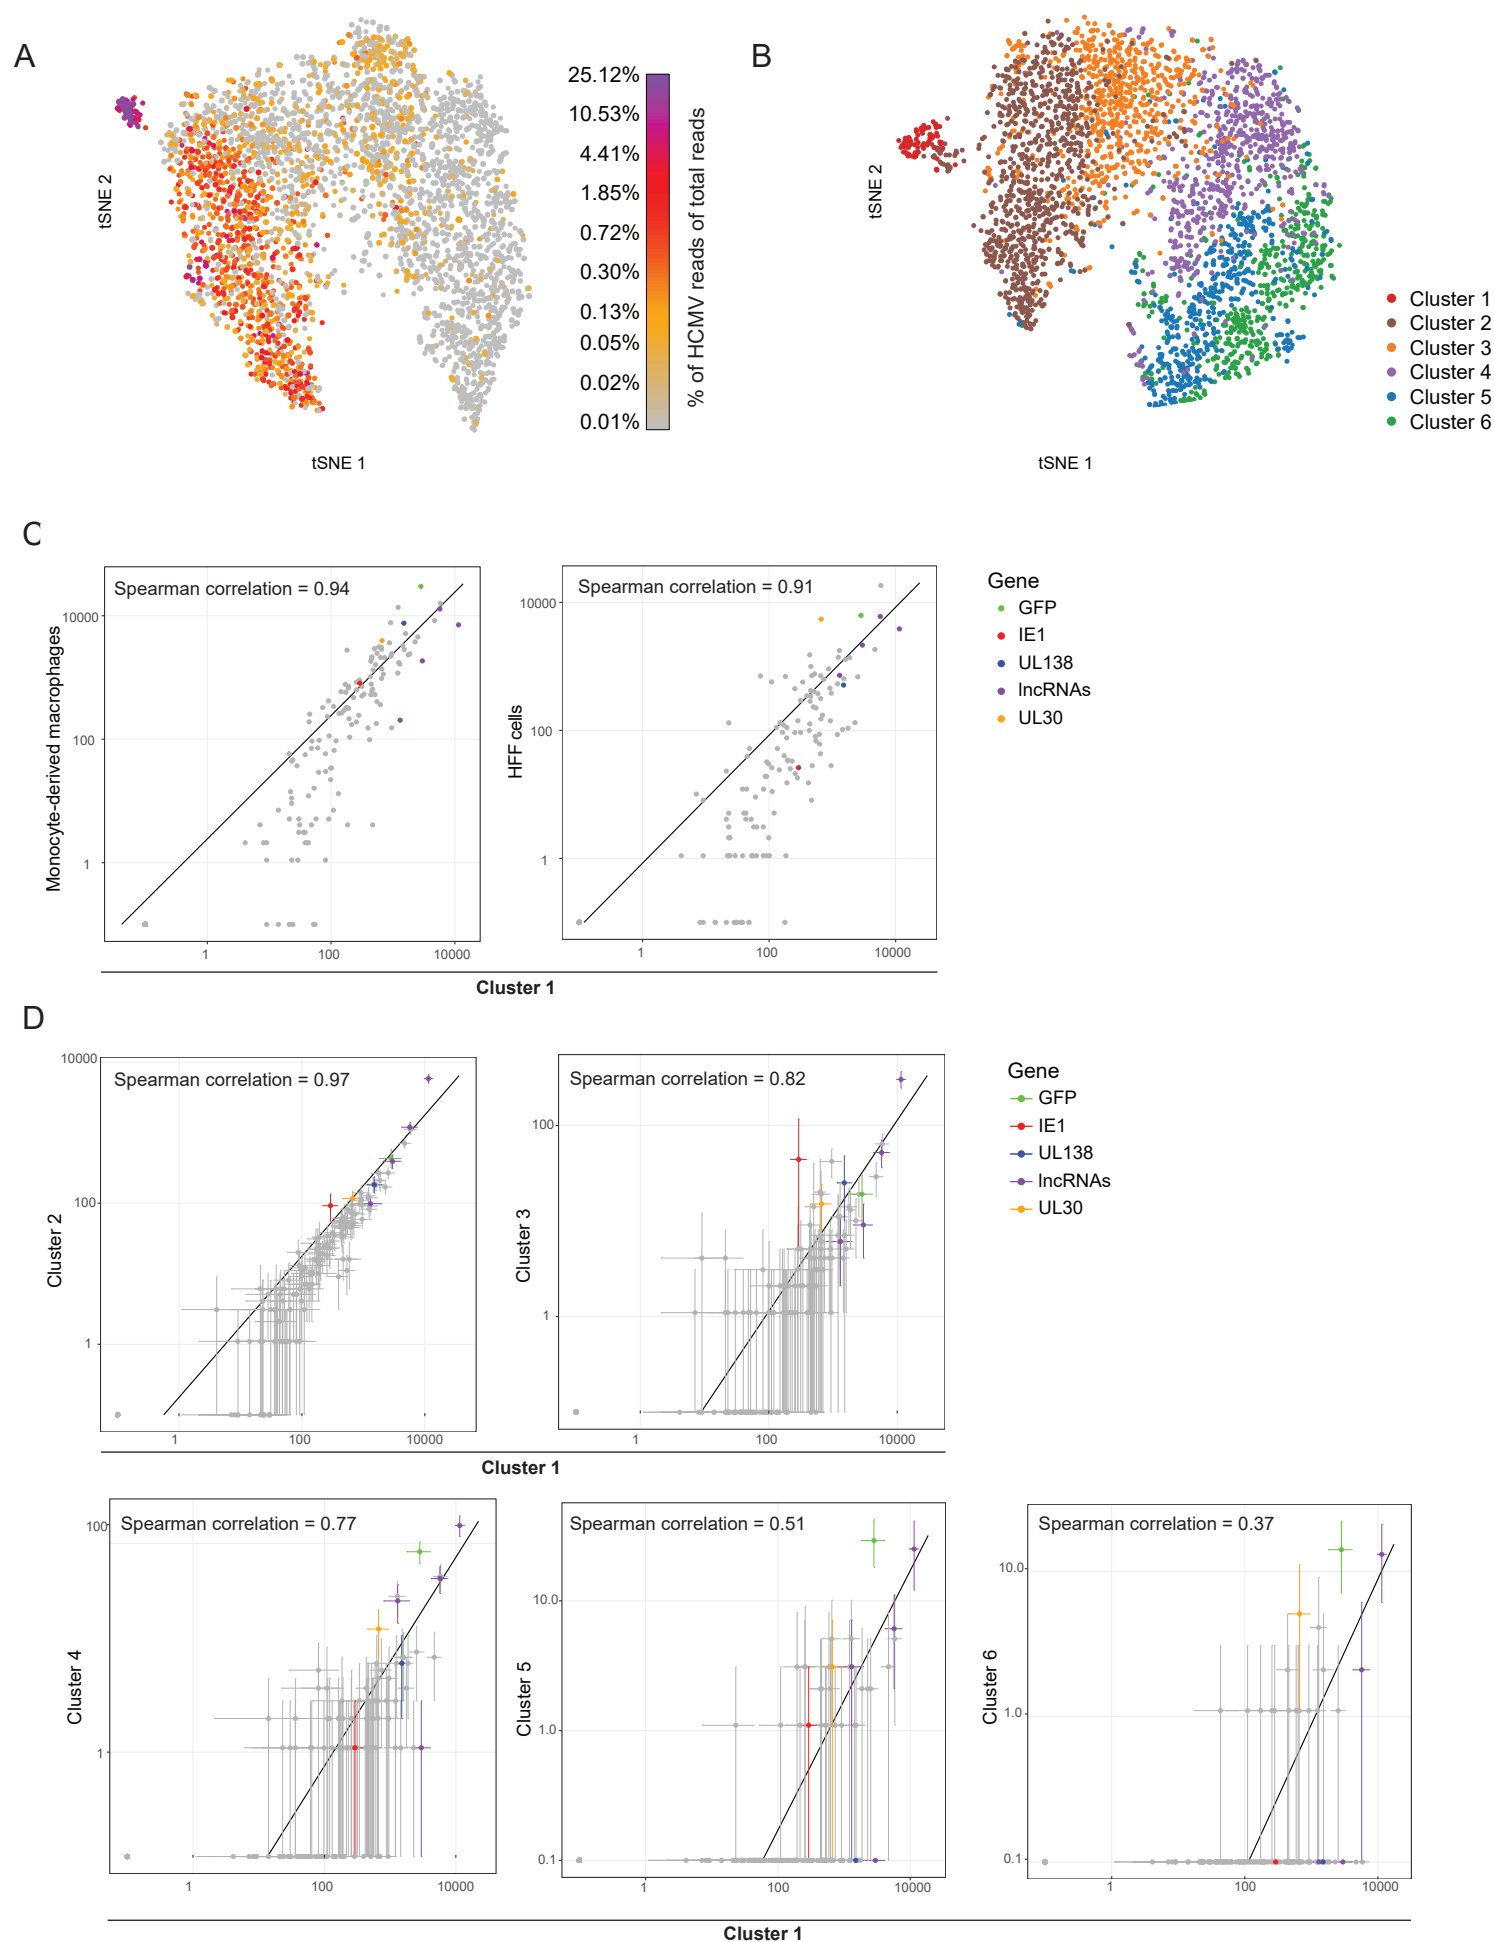 A
tSNE 2
tSNE 1
25.12%
10.53%
4.41%
1.85%
0.72%
0.30%
0.13%
0.05%
0.02%
0.01%
% of HCMV reads of total reads
B
tSNE 2
tSNE 1
Cluster 1
Cluster 2
Cluster 3
Cluster 4
Cluster 5
Cluster 6
C
Spearman correlation = 0.94
Monocyte-derived macrophages
10000
100
1
1 100 10000
Spearman correlation = 0.91
HFF cells
10000
100
1
1 100 10000
Cluster 1
Gene
GFP
IE1
UL138
lncRNAs
UL30
D
Spearman correlation = 0.97
Cluster 2
10000
100
1
1 100 10000
Spearman correlation = 0.82
Cluster 3
100
1
1 100 10000
Cluster 1
Gene
GFP
IE1
UL138
lncRNAs
UL30
Spearman correlation = 0.77
Cluster 4
100
1
1 100 10000
Spearman correlation = 0.51
Cluster 5
10.0
1.0
0.1
1 100 10000
Spearman correlation = 0.37
Cluster 6
10.0
1.0
0.1
1 100 10000
Cluster 1